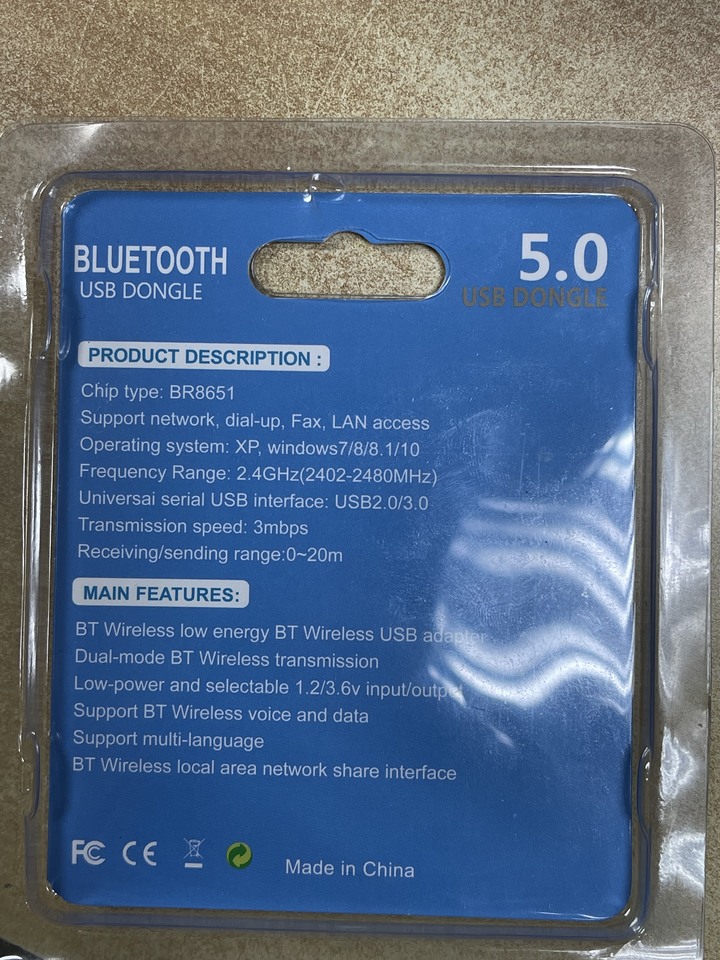 BLUETOOTH
USB DONGLE
5.0
USB DONGLE
PRODUCT DESCRIPTION :
Chip type: BR8651
Support network, dial-up, Fax, LAN access
Operating system: XP, windows7/8/8.1/10
Frequency Range: 2.4GHz(2402-2480MHz)
Universai serial USB interface: USB2.0/3.0
Transmission speed: 3mbps
Receiving/sending range:0~20m
MAIN FEATURES:
BT Wireless low energy BT Wireless USB adapter
Dual-mode BT Wireless transmission
Low-power and selectable 1.2/3.6v input/output
Support BT Wireless voice and data
Support multi-language
BT Wireless local area network share interface
FC CE
Made in China